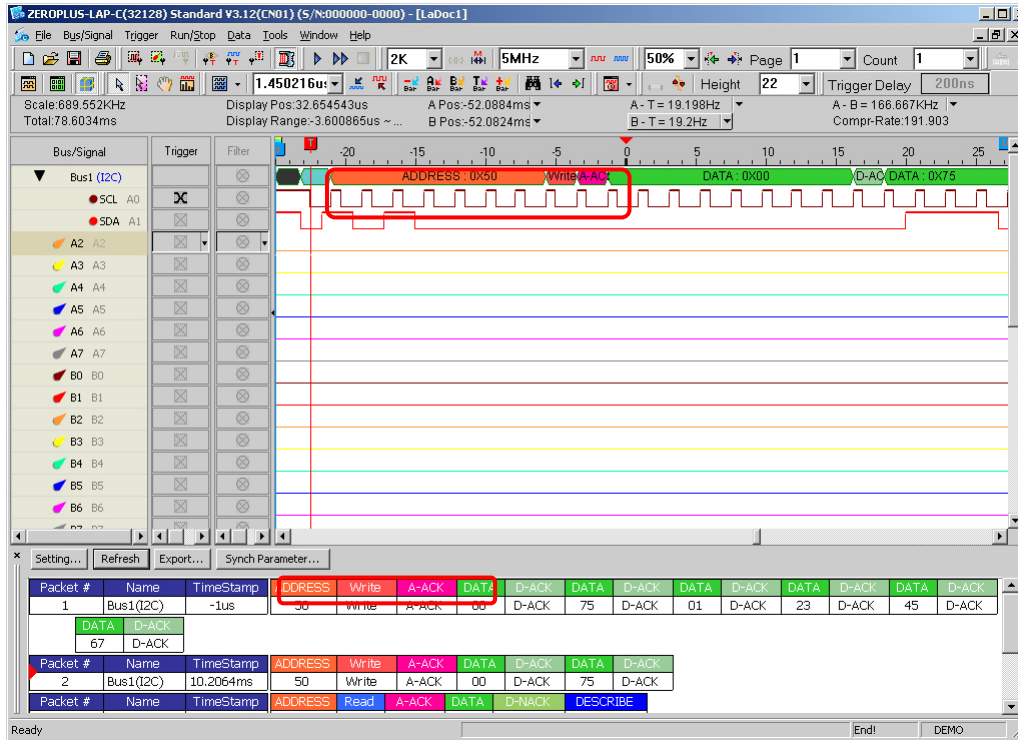 ZEROPLUS-LAP-C(32128) Standard V3.12(CN01) (S/N:000000-0000) - [LaDoc1]
File Bus/Signal Trigger Run/Stop Data Tools Window Help
2K 5MHz 50% Page 1 Count 1
1.450216us Bar Bar Bar Bar Height 22 Trigger Delay 200ns
Scale:689.552KHz Display Pos:32.654543us A Pos:-52.0884ms A - T = 19.198Hz A - B = 166.667KHz
Total:78.6034ms Display Range:-3.600865us ~... B Pos:-52.0824ms B - T = 19.2Hz Compr-Rate:191.903
Bus/Signal Trigger Filter T -20 -15 -10 -5 0 5 10 15 20 25
Bus1 (I2C) ADDRESS : 0X50 Write A-AC DATA : 0X00 D-AC DATA : 0X75
SCL A0
SDA A1
A2 A2
A3 A3
A4 A4
A5 A5
A6 A6
A7 A7
B0 B0
B1 B1
B2 B2
B3 B3
B4 B4
B5 B5
B6 B6
Setting... Refresh Export... Synch Parameter...
Packet # Name TimeStamp ADDRESS Write A-ACK DATA D-ACK DATA D-ACK DATA D-ACK DATA D-ACK DATA D-ACK
1 Bus1(I2C) -1us 50 Write A-ACK 00 D-ACK 75 D-ACK 01 D-ACK 23 D-ACK 45 D-ACK
DATA D-ACK
67 D-ACK
Packet # Name TimeStamp ADDRESS Write A-ACK DATA D-ACK DATA D-ACK
2 Bus1(I2C) 10.2064ms 50 Write A-ACK 00 D-ACK 75 D-ACK
Packet # Name TimeStamp ADDRESS Read A-ACK DATA D-NACK DESCRIBE
Ready End! DEMO